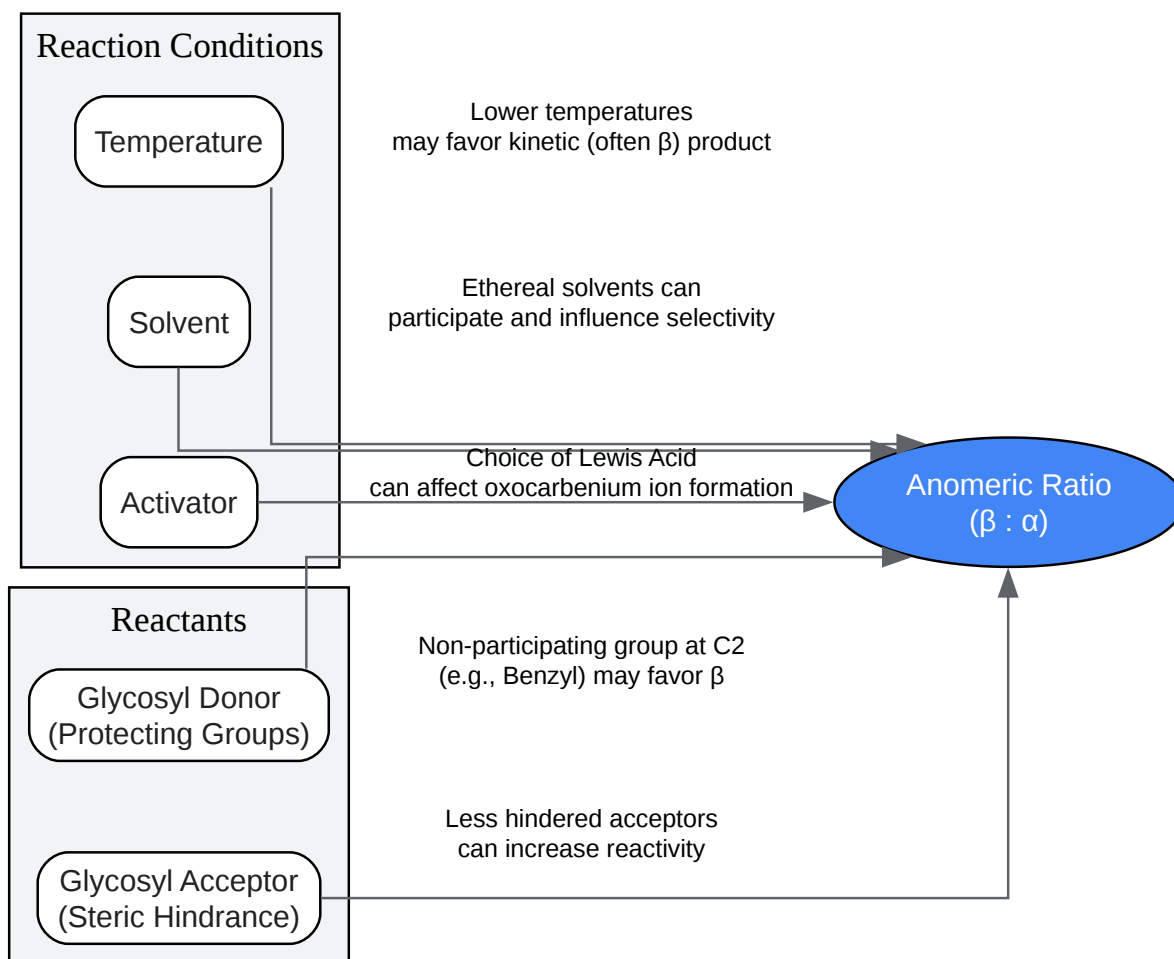 Reaction Conditions
Temperature
Lower temperatures
may favor kinetic (often β) product
Solvent
Ethereal solvents can
participate and influence selectivity
Activator
Choice of Lewis Acid
can affect oxocarbenium ion formation
Anomeric Ratio
(β : α)
Reactants
Glycosyl Donor
(Protecting Groups)
Non-participating group at C2
(e.g., Benzyl) may favor β
Glycosyl Acceptor
(Steric Hindrance)
Less hindered acceptors
can increase reactivity